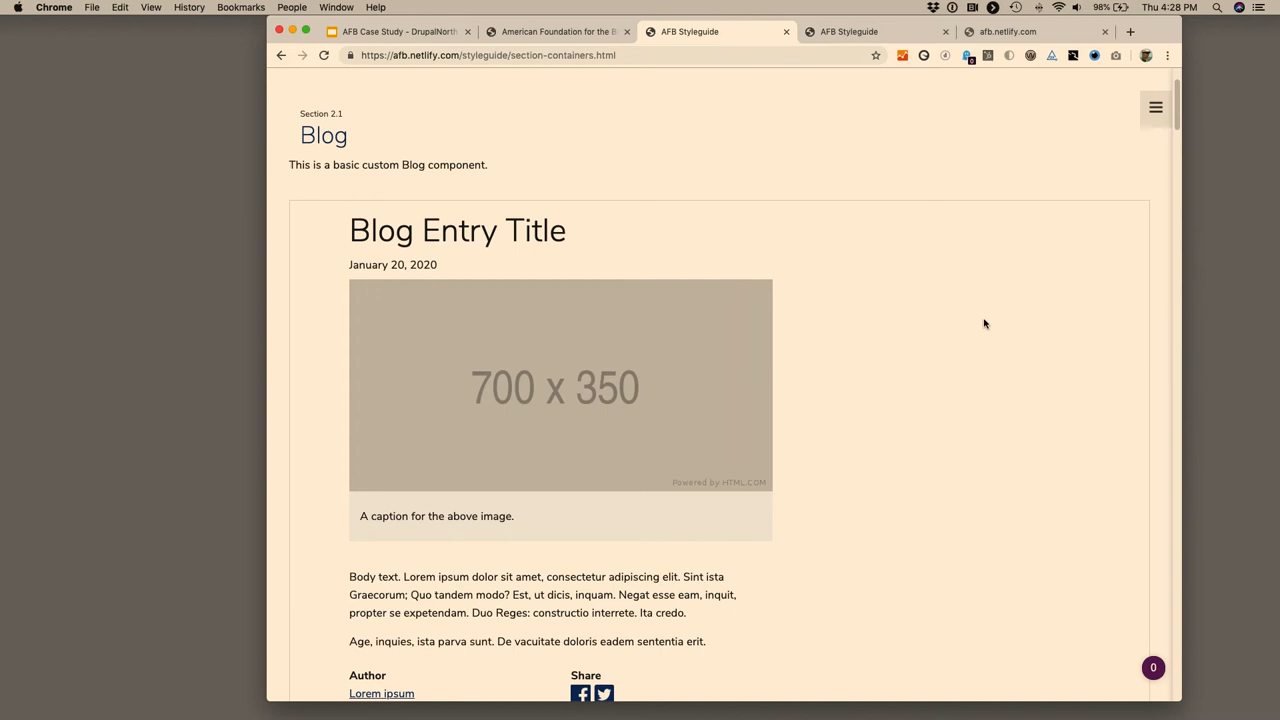 Chrome File Edit View History Bookmarks People Window Help
98% Thu 4:28 PM
AFB Case Study - DrupalNorth
American Foundation for the B
AFB Styleguide
AFB Styleguide
afb.netlify.com
https://afb.netlify.com/styleguide/section-containers.html
0
Section 2.1
Blog
This is a basic custom Blog component.
Blog Entry Title
January 20, 2020
700 x 350
Powered by HTML.COM
A caption for the above image.
Body text. Lorem ipsum dolor sit amet, consectetur adipiscing elit. Sint ista
Graecorum; Quo tandem modo? Est, ut dicis, inquam. Negat esse eam, inquit,
propter se expetendam. Duo Reges: constructio interrete. Ita credo.
Age, inquies, ista parva sunt. De vacuitate doloris eadem sententia erit.
Author
Share
Lorem ipsum
0